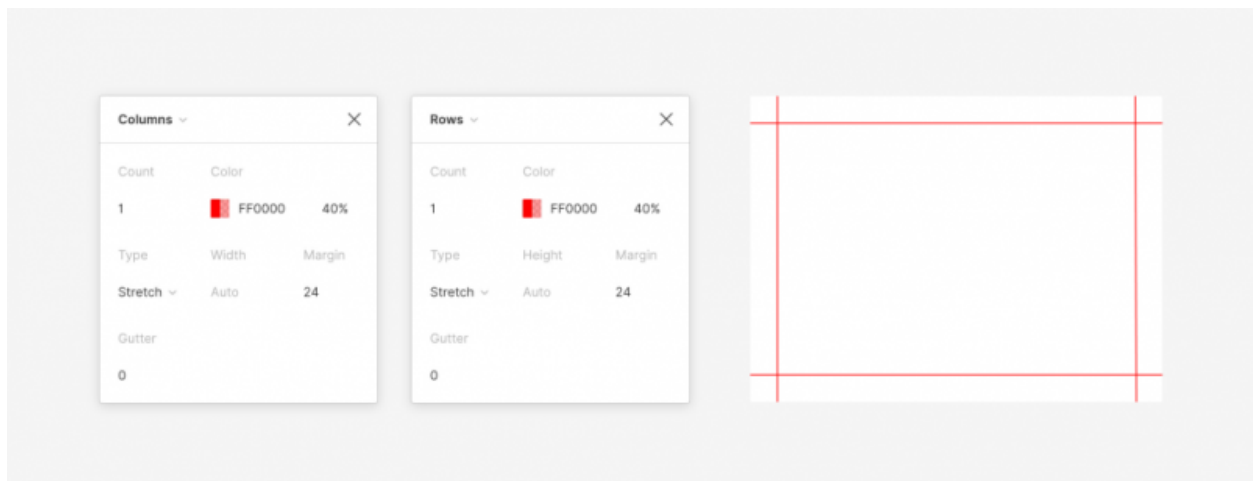 Columns
Count Color
1 FF0000 40%
Type Width Margin
Stretch Auto 24
Gutter
0
Rows
Count Color
1 FF0000 40%
Type Height Margin
Stretch Auto 24
Gutter
0